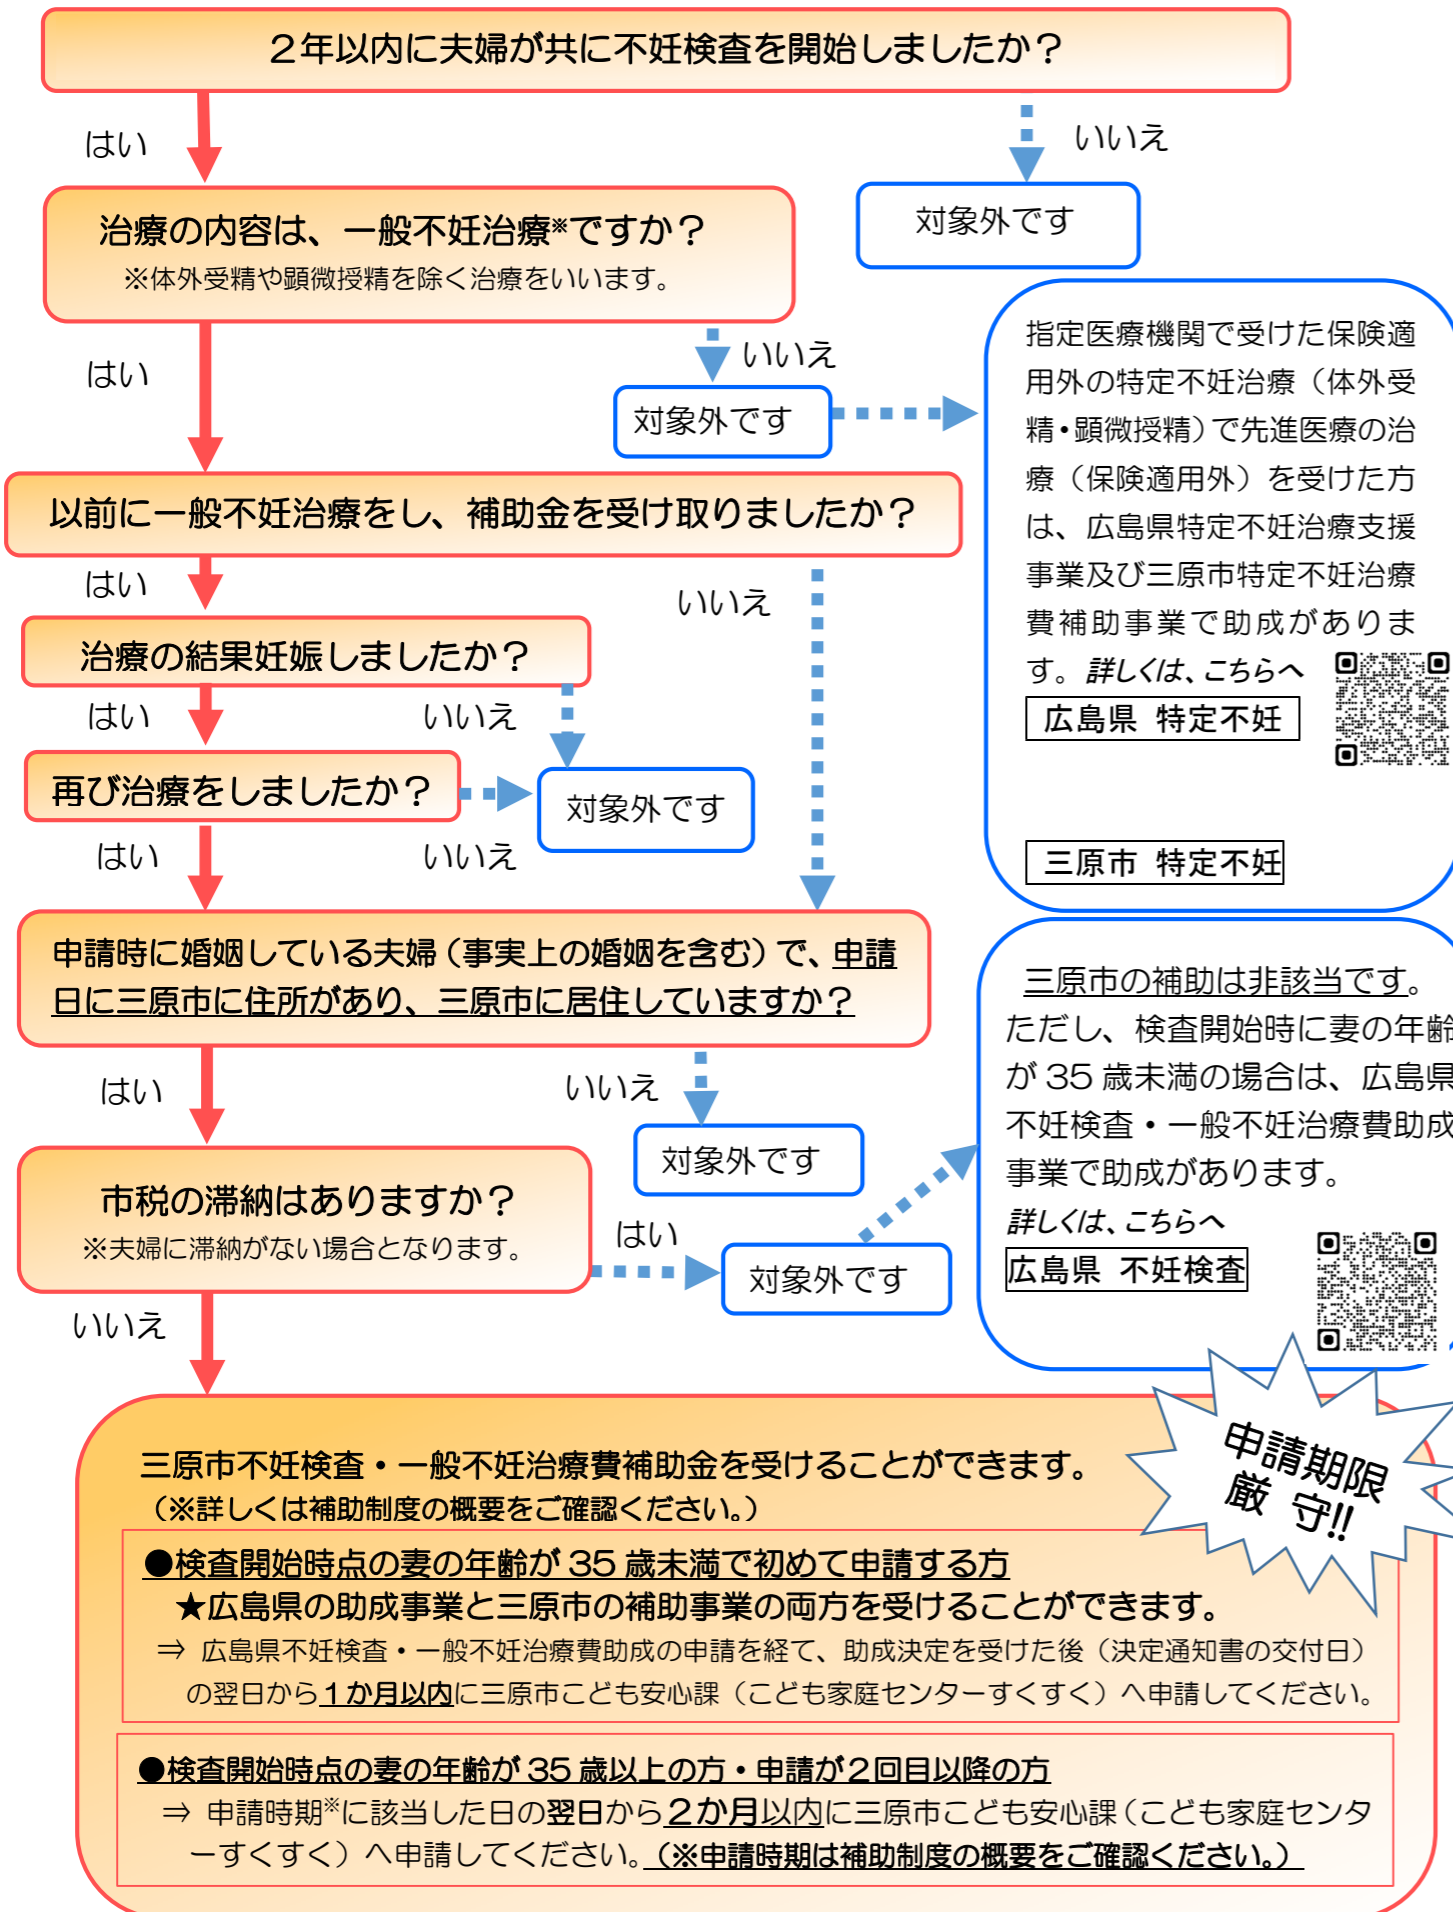 ２年以内に夫婦が共に不妊検査を開始しましたか？
はい
いいえ
対象外です
治療の内容は、一般不妊治療※ですか？
※体外受精や顕微授精を除く治療をいいます。
はい
いいえ
対象外です
指定医療機関で受けた保険適
用外の特定不妊治療（体外受
精・顕微授精）で先進医療の治
療（保険適用外）を受けた方
は、広島県特定不妊治療支援
事業及び三原市特定不妊治療
費補助事業で助成がありま
す。詳しくは、こちらへ
広島県　特定不妊
三原市　特定不妊
以前に一般不妊治療をし、補助金を受け取りましたか？
はい
いいえ
治療の結果妊娠しましたか？
はい
いいえ
再び治療をしましたか？
対象外です
はい
いいえ
申請時に婚姻している夫婦（事実上の婚姻を含む）で、申請
日に三原市に住所があり、三原市に居住していますか？
はい
いいえ
対象外です
三原市の補助は非該当です。
ただし、検査開始時に妻の年齢
が 35 歳未満の場合は、広島県
不妊検査・一般不妊治療費助成
事業で助成があります。
詳しくは、こちらへ
広島県　不妊検査
市税の滞納はありますか？
※夫婦に滞納がない場合となります。
はい
対象外です
いいえ
申請期限
厳　守!!
三原市不妊検査・一般不妊治療費補助金を受けることができます。
（※詳しくは補助制度の概要をご確認ください。）
●検査開始時点の妻の年齢が 35 歳未満で初めて申請する方
★広島県の助成事業と三原市の補助事業の両方を受けることができます。
⇒ 広島県不妊検査・一般不妊治療費助成の申請を経て、助成決定を受けた後（決定通知書の交付日）
の翌日から１か月以内に三原市こども安心課（こども家庭センターすくすく）へ申請してください。
●検査開始時点の妻の年齢が 35 歳以上の方・申請が２回目以降の方
⇒ 申請時期※に該当した日の翌日から２か月以内に三原市こども安心課（こども家庭センタ
ーすくすく）へ申請してください。（※申請時期は補助制度の概要をご確認ください。）